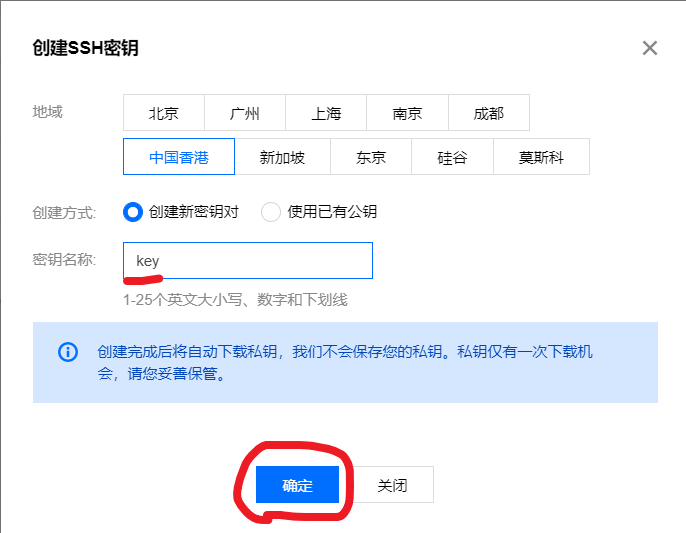 创建SSH密钥
地域 北京 广州 上海 南京 成都
中国香港 新加坡 东京 硅谷 莫斯科
创建方式: 创建新密钥对 使用已有公钥
密钥名称: key
1-25个英文大小写、数字和下划线
创建完成后将自动下载私钥，我们不会保存您的私钥。私钥仅有一次下载机
会，请您妥善保管。
确定 关闭